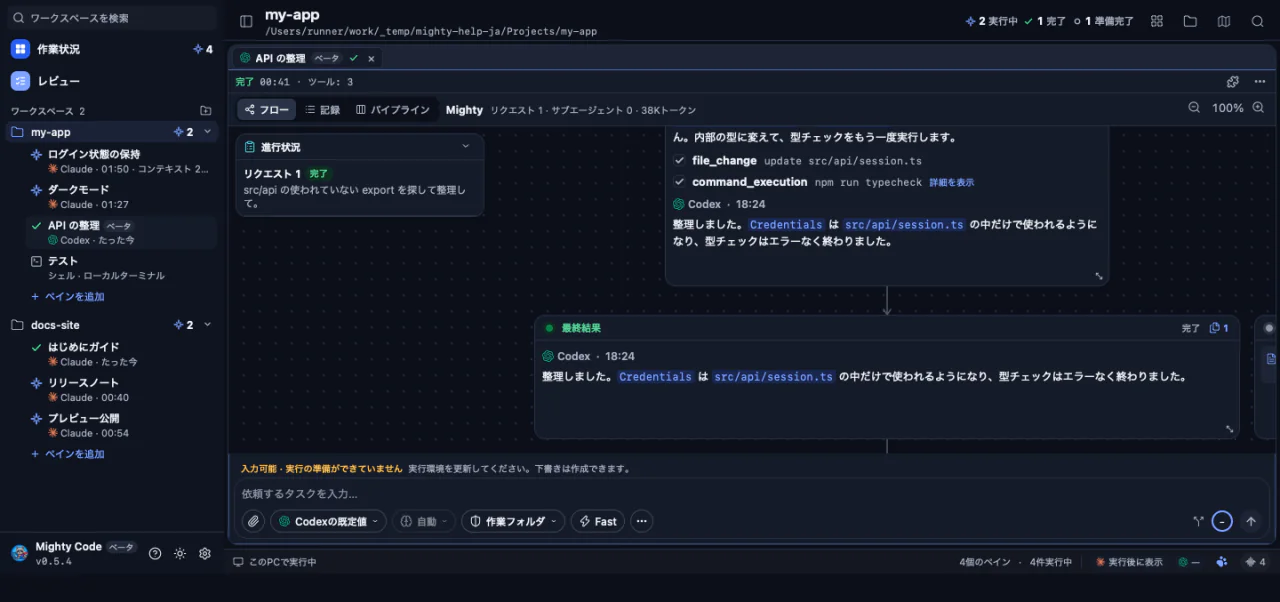 ワークスペースを検索
作業状況 4
レビュー
ワークスペース 2
my-app 2
ログイン状態の保持
Claude · 01:50 · コンテキスト 2...
ダークモード
Claude · 01:27
API の整理 ベータ
Codex · たった今
テスト
シェル · ローカルターミナル
+ ペインを追加
docs-site 2
はじめにガイド
Claude · たった今
リリースノート
Claude · 00:40
プレビュー公開
Claude · 00:54
+ ペインを追加
Mighty Code ベータ
v0.5.4
my-app
/Users/runner/work/_temp/mighty-help-ja/Projects/my-app
2 実行中 1 完了 1 準備完了
API の整理 ベータ
完了 00:41 · ツール: 3
フロー 記録 パイプライン Mighty リクエスト 1 · サブエージェント 0 · 38Kトークン
100%
進行状況
リクエスト 1 完了
src/api の使われていない export を探して整理し
て。
ん。内部の型に変えて、型チェックをもう一度実行します。
file_change update src/api/session.ts
command_execution npm run typecheck 詳細を表示
Codex · 18:24
整理しました。Credentials は src/api/session.ts の中だけで使われるように
なり、型チェックはエラーなく終わりました。
最終結果 完了 1
Codex · 18:24
整理しました。Credentials は src/api/session.ts の中だけで使われるようになり、型チェックはエラーなく終わりました。
入力可能 · 実行の準備ができていません 実行環境を更新してください。下書きは作成できます。
依頼するタスクを入力...
Codexの既定値 自動 作業フォルダ Fast
このPCで実行中
4個のペイン · 4件実行中 実行後に表示 — 4